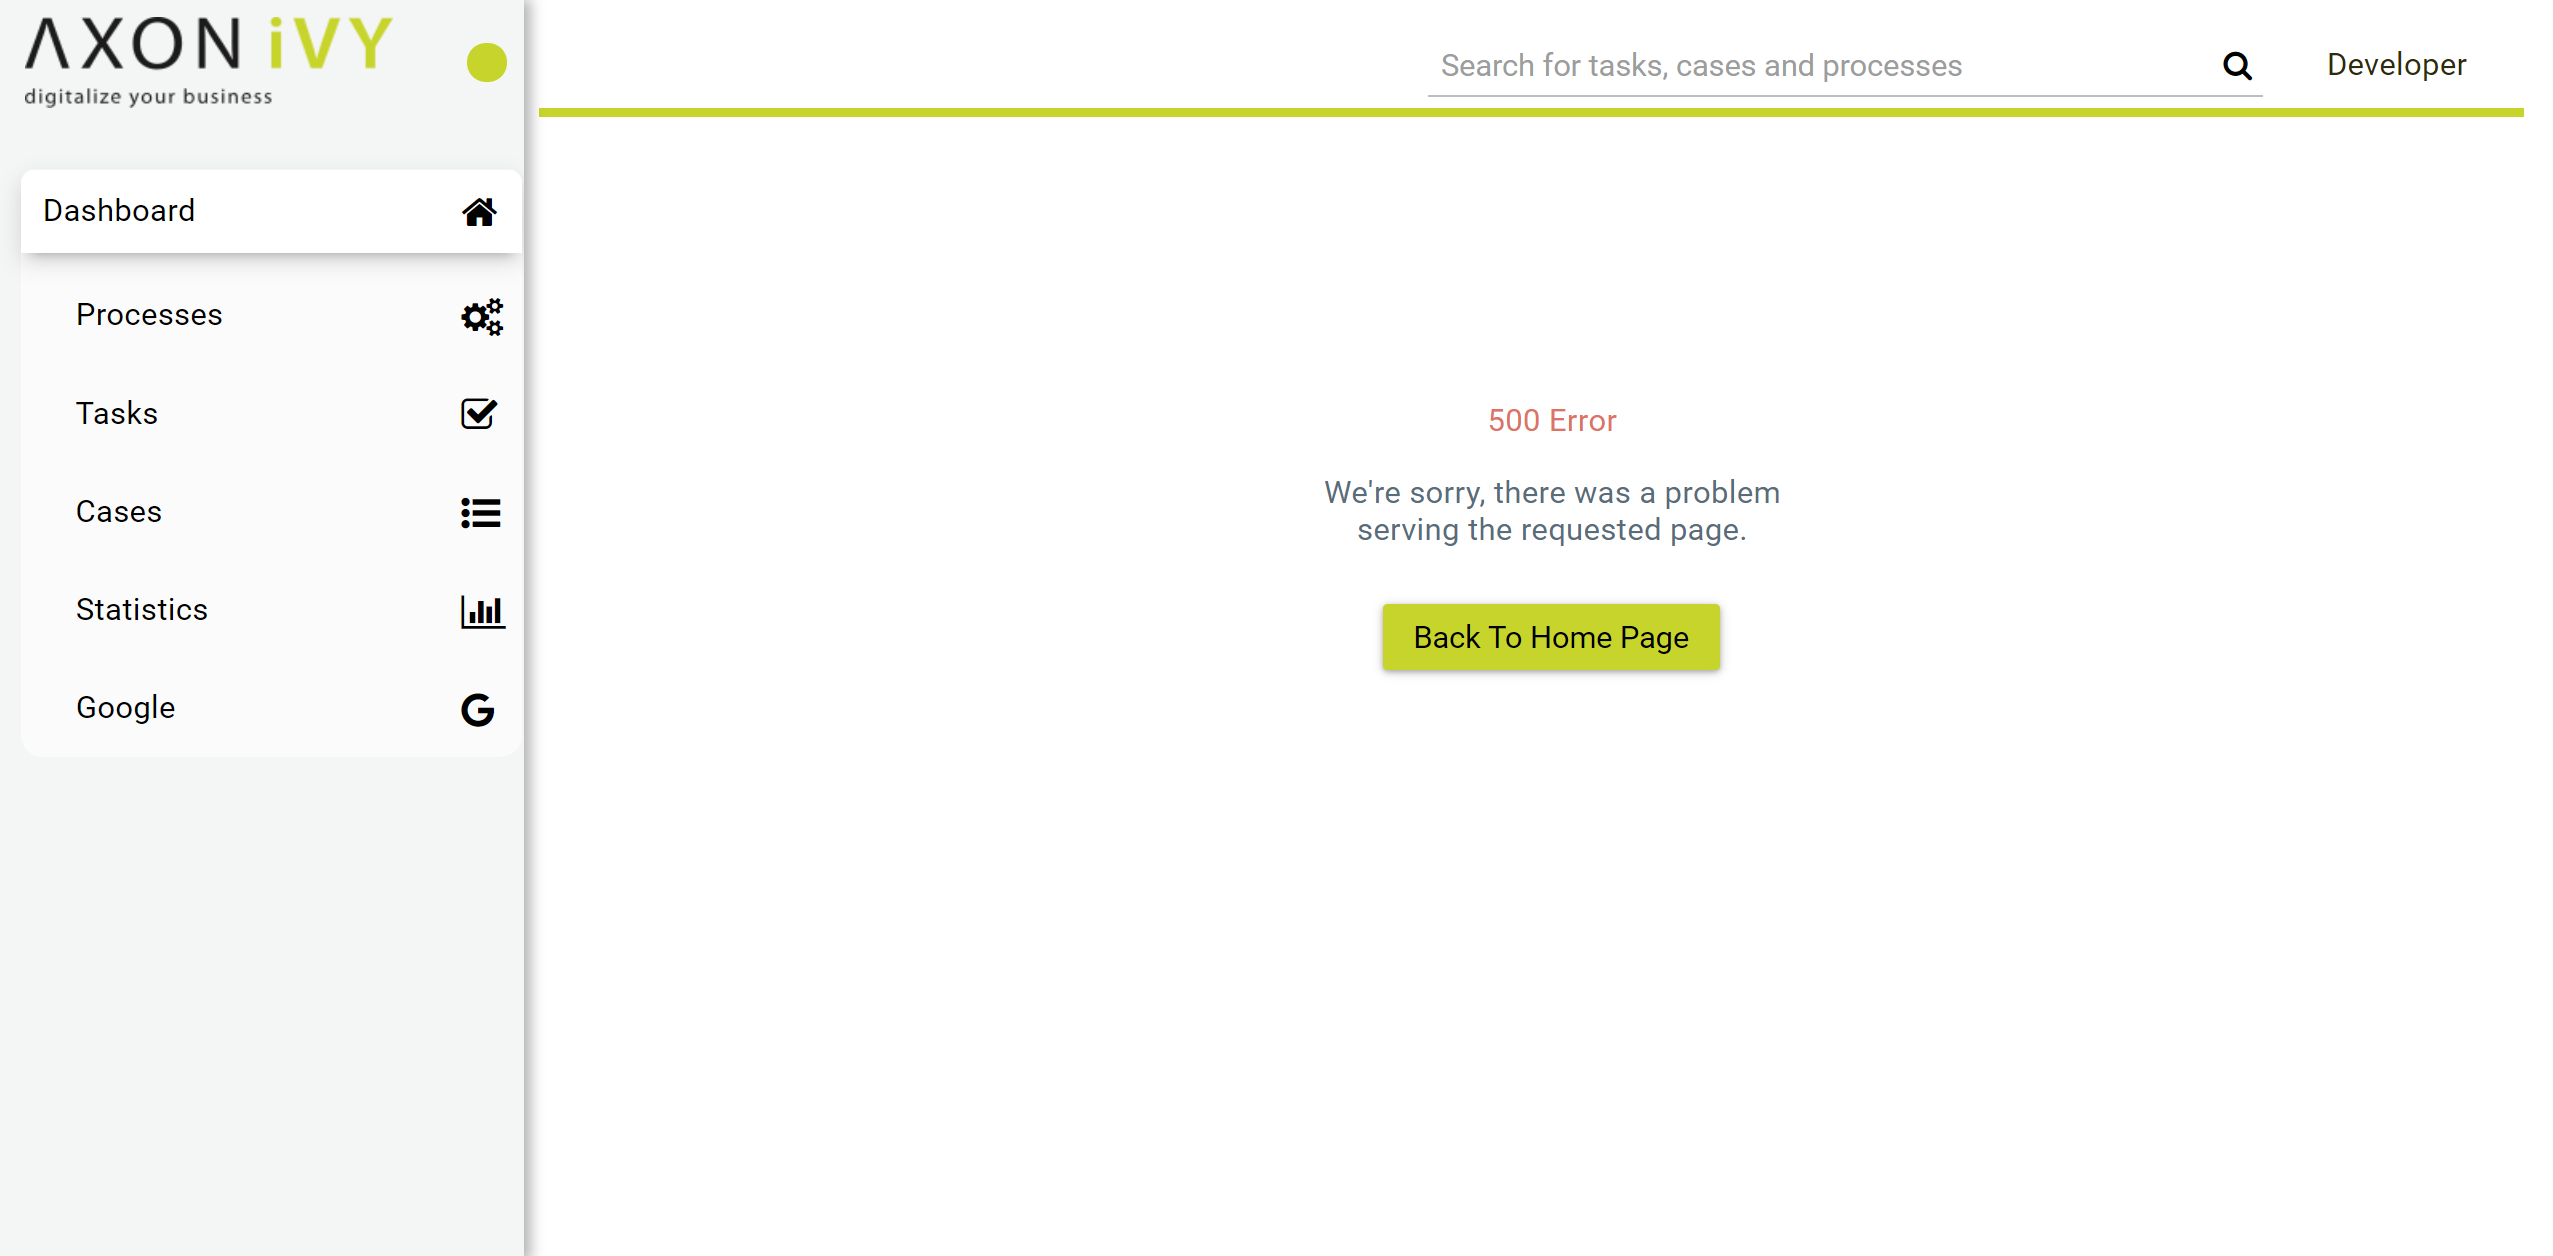 AXON iVY
digitalize your business
Search for tasks, cases and processes
Developer
Dashboard
Processes
Tasks
Cases
Statistics
Google
500 Error
We're sorry, there was a problem
serving the requested page.
Back To Home Page